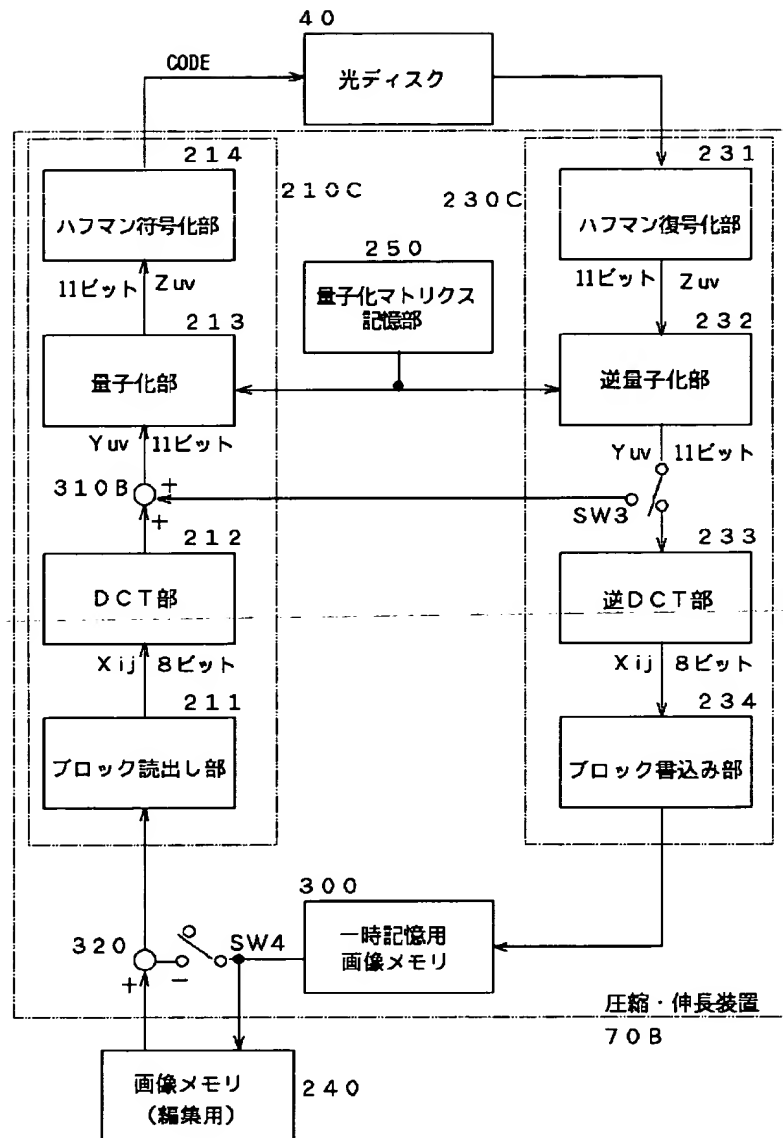 40
CODE
光ディスク
214
210C
ハフマン符号化部
11ビット Zuv
213
量子化部
Yuv 11ビット
310B
+
+
212
DCT部
Xij 8ビット
211
ブロック読出し部
250
量子化マトリクス
記憶部
230C
231
ハフマン復号化部
11ビット Zuv
232
逆量子化部
Yuv 11ビット
SW3
233
逆DCT部
Xij 8ビット
234
ブロック書込み部
300
一時記憶用
画像メモリ
SW4
320
+
-
圧縮・伸長装置
70B
画像メモリ
(編集用)
240